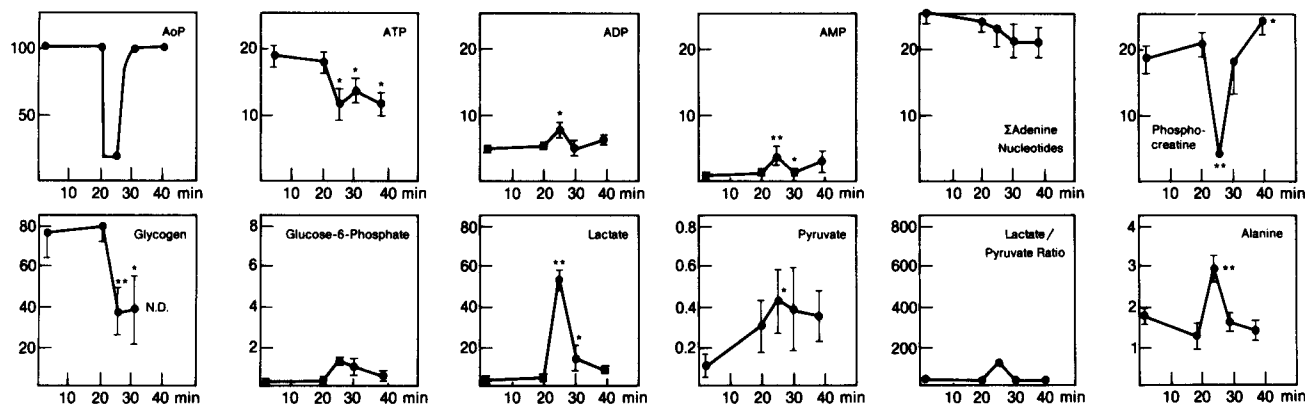 AoP
100
50
10 20 30 40 min
ATP
20
10
* * *
10 20 30 40 min
ADP
20
10
*
10 20 30 40 min
AMP
20
10
** *
10 20 30 40 min
20
10
ΣAdenine
Nucleotides
10 20 30 40 min
20
10
*
Phospho-
creatine
**
10 20 30 40 min
80
60
40
20
Glycogen
** *
N.D.
10 20 30 40 min
8
6
4
2
Glucose-6-Phosphate
10 20 30 40 min
80
60
40
20
Lactate
**
*
10 20 30 40 min
0.8
0.6
0.4
0.2
Pyruvate
*
10 20 30 40 min
800
600
400
200
Lactate/
Pyruvate Ratio
10 20 30 40 min
4
3
2
1
Alanine
**
10 20 30 40 min